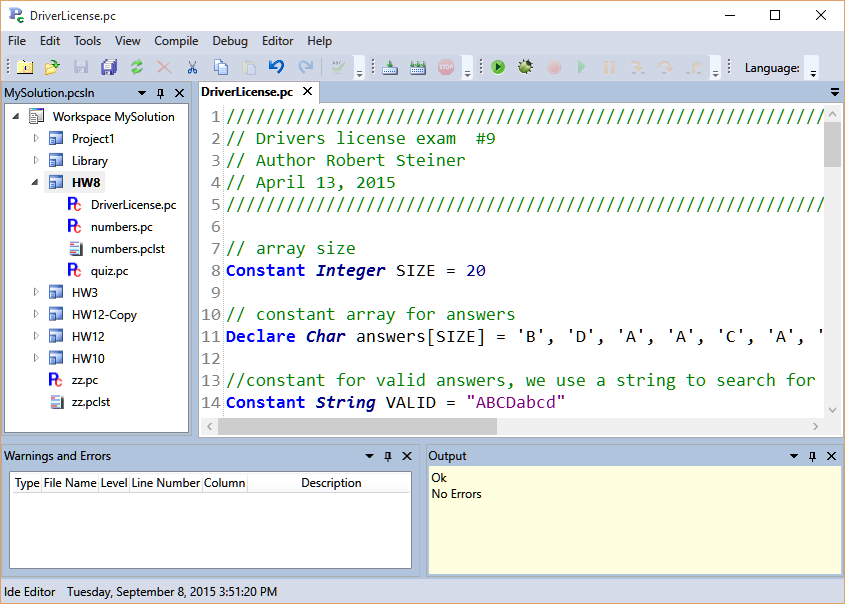 DriverLicense.pc
File Edit Tools View Compile Debug Editor Help
Language:
MySolution.pcsln
Workspace MySolution
Project1
Library
HW8
DriverLicense.pc
numbers.pc
numbers.pclst
quiz.pc
HW3
HW12-Copy
HW12
HW10
zz.pc
zz.pclst
DriverLicense.pc
1 ////////////////////////////////////////////////////////////
2 // Drivers license exam  #9
3 // Author Robert Steiner
4 // April 13, 2015
5 ////////////////////////////////////////////////////////////
6
7 // array size
8 Constant Integer SIZE = 20
9
10 // constant array for answers
11 Declare Char answers[SIZE] = 'B', 'D', 'A', 'A', 'C', 'A', '
12
13 //constant for valid answers, we use a string to search for
14 Constant String VALID = "ABCDabcd"
Warnings and Errors
Type File Name Level Line Number Column Description
Output
Ok
No Errors
Ide Editor Tuesday, September 8, 2015 3:51:20 PM